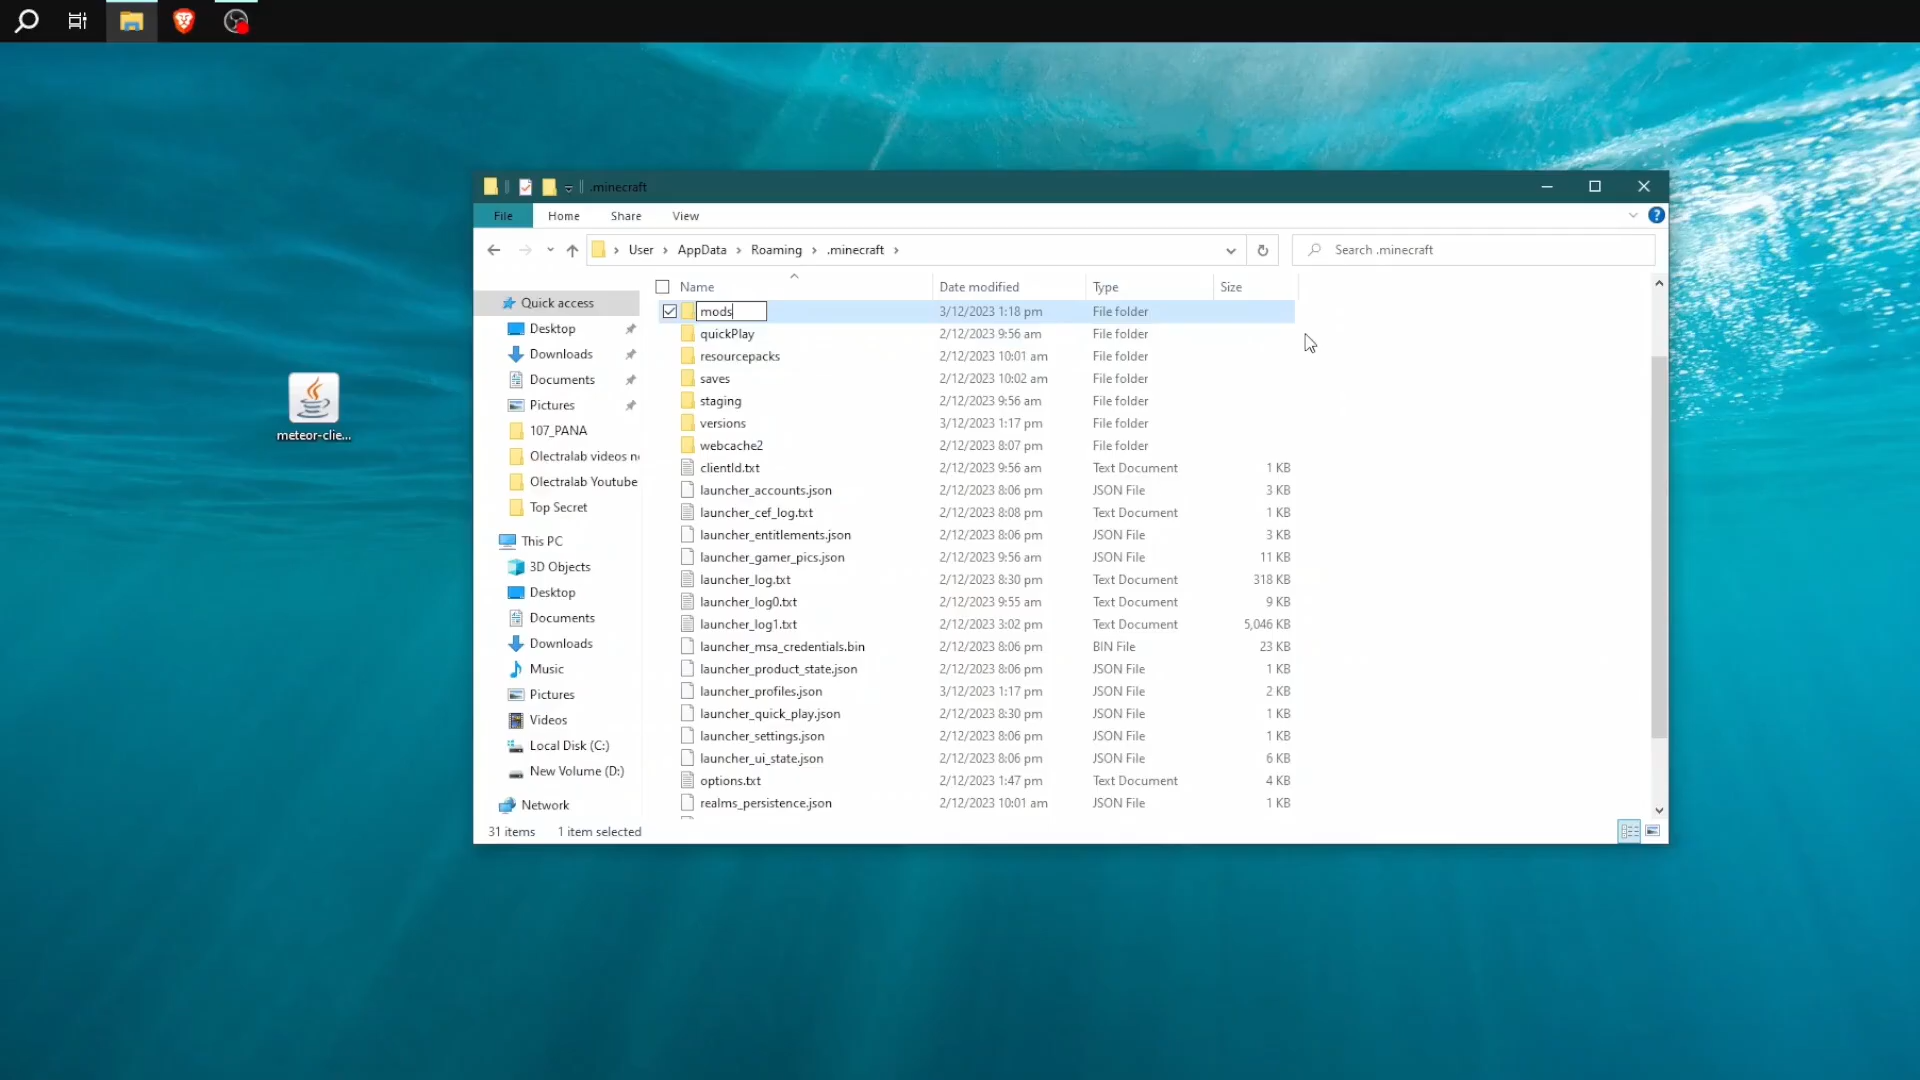 .minecraft
File Home Share View
User AppData Roaming .minecraft
Search .minecraft
Name Date modified Type Size
Quick access
Desktop
Downloads
Documents
Pictures
107_PANA
Olectralab videos n
Olectralab Youtube
Top Secret
This PC
3D Objects
Desktop
Documents
Downloads
Music
Pictures
Videos
Local Disk (C:)
New Volume (D:)
Network
mods 3/12/2023 1:18 pm File folder
quickPlay 2/12/2023 9:56 am File folder
resourcepacks 2/12/2023 10:01 am File folder
saves 2/12/2023 10:02 am File folder
staging 2/12/2023 9:56 am File folder
versions 3/12/2023 1:17 pm File folder
webcache2 2/12/2023 8:07 pm File folder
clientId.txt 2/12/2023 9:56 am Text Document 1 KB
launcher_accounts.json 2/12/2023 8:06 pm JSON File 3 KB
launcher_cef_log.txt 2/12/2023 8:08 pm Text Document 1 KB
launcher_entitlements.json 2/12/2023 8:06 pm JSON File 3 KB
launcher_gamer_pics.json 2/12/2023 9:56 am JSON File 11 KB
launcher_log.txt 2/12/2023 8:30 pm Text Document 318 KB
launcher_log0.txt 2/12/2023 9:55 am Text Document 9 KB
launcher_log1.txt 2/12/2023 3:02 pm Text Document 5,046 KB
launcher_msa_credentials.bin 2/12/2023 8:06 pm BIN File 23 KB
launcher_product_state.json 2/12/2023 8:06 pm JSON File 1 KB
launcher_profiles.json 3/12/2023 1:17 pm JSON File 2 KB
launcher_quick_play.json 2/12/2023 8:30 pm JSON File 1 KB
launcher_settings.json 2/12/2023 8:06 pm JSON File 1 KB
launcher_ui_state.json 2/12/2023 8:06 pm JSON File 6 KB
options.txt 2/12/2023 1:47 pm Text Document 4 KB
realms_persistence.json 2/12/2023 10:01 am JSON File 1 KB
31 items 1 item selected
meteor-clie...